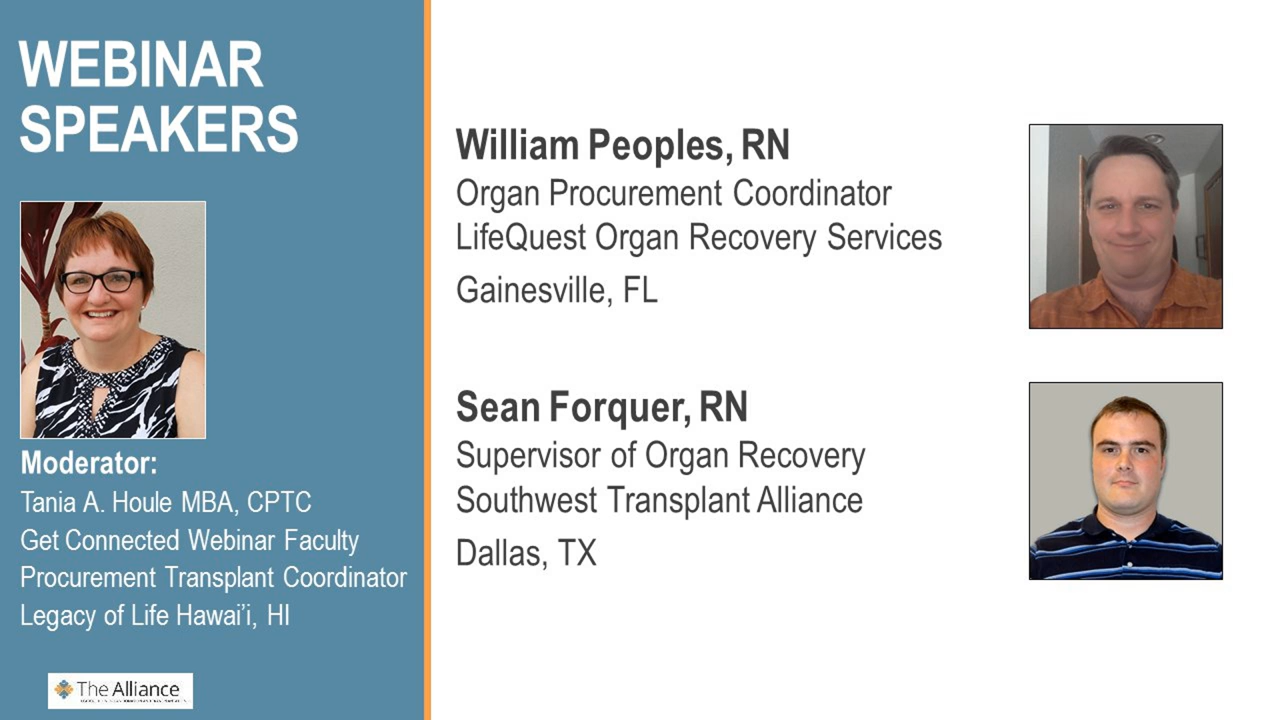 WEBINAR
SPEAKERS
Moderator:
Tania A. Houle MBA, CPTC
Get Connected Webinar Faculty
Procurement Transplant Coordinator
Legacy of Life Hawai’i, HI
The Alliance
William Peoples, RN
Organ Procurement Coordinator
LifeQuest Organ Recovery Services
Gainesville, FL
Sean Forquer, RN
Supervisor of Organ Recovery
Southwest Transplant Alliance
Dallas, TX